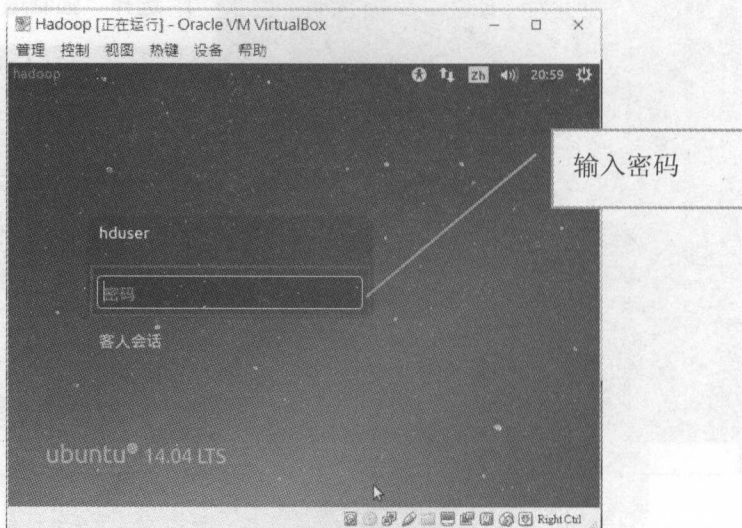 Hadoop [正在运行] - Oracle VM VirtualBox
管理 控制 视图 热键 设备 帮助
hadoop
Zh 20:59
输入密码
hduser
密码
客人会话
ubuntu® 14.04 LTS
Right Ctrl